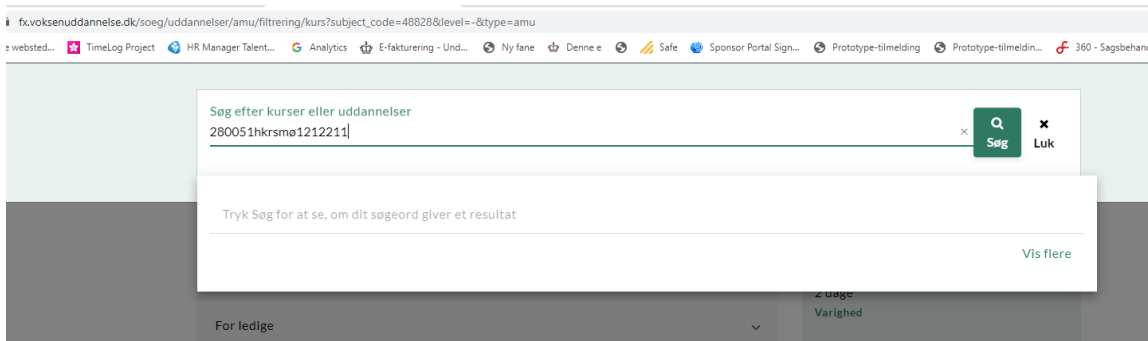 fx.voksenuddannelse.dk/soeg/uddannelser/amu/filtrering/kurs?subject_code=48828&level=-&type=amu
e websted... TimeLog Project HR Manager Talent... Analytics E-fakturering - Und... Ny fane Denne e Safe Sponsor Portal Sign... Prototype-tilmelding Prototype-tilmeldin... 360 - Sagsbehand
Søg efter kurser eller uddannelser
280051hkrsmø1212211
Søg
Luk
Tryk Søg for at se, om dit søgeord giver et resultat
Vis flere
2 dage
Varighed
For ledige